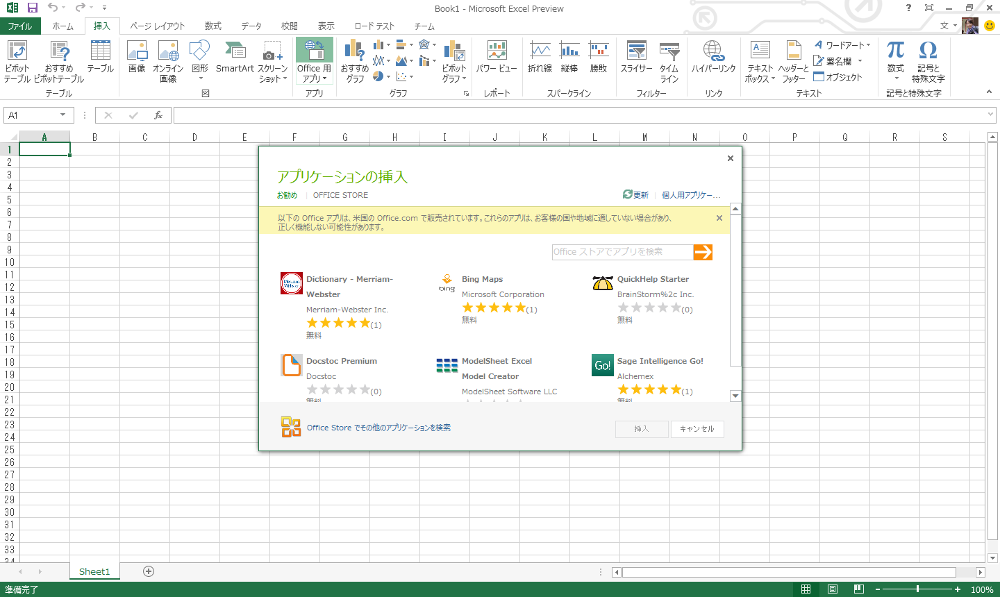 Book1 - Microsoft Excel Preview
ファイル ホーム 挿入 ページ レイアウト 数式 データ 校閲 表示 ロード テスト チーム 文
ピボット おすすめ テーブル 画像 オンライン 図形 SmartArt スクリーン Office 用 おすすめ ピボット パワー ビュー 折れ線 縦棒 勝敗 スライサー タイム ハイパーリンク テキスト ヘッダーと ワードアート 数式 記号と
テーブル ピボットテーブル 画像 ショット アプリ グラフ グラフ ライン ボックス フッター 署名欄 特殊文字
オブジェクト
テーブル 図 アプリ グラフ レポート スパークライン フィルター リンク テキスト 記号と特殊文字
A1 fx
A B C D E F G H I J K L M N O P Q R S
1
2
3
4
5
6
7
8
9
10
11
12
13
14
15
16
17
18
19
20
21
22
23
24
25
26
27
28
29
30
31
32
33
34
アプリケーションの挿入
お勧め OFFICE STORE 更新 個人用アプリケー...
以下の Office アプリは、米国の Office.com で販売されています。これらのアプリは、お客様の国や地域に適していない場合があり、
正しく機能しない可能性があります。
Office ストアでアプリを検索
Merriam
Webster
Dictionary - Merriam-
Webster
Merriam-Webster Inc.
(1)
無料
bing
Bing Maps
Microsoft Corporation
(1)
無料
QuickHelp Starter
BrainStorm%2c Inc.
(0)
無料
Docstoc Premium
Docstoc
(0)
無料
ModelSheet Excel
Model Creator
ModelSheet Software LLC
Go!
Sage Intelligence Go!
Alchemex
(1)
無料
Office Store でその他のアプリケーションを検索
挿入 キャンセル
Sheet1
準備完了 100%